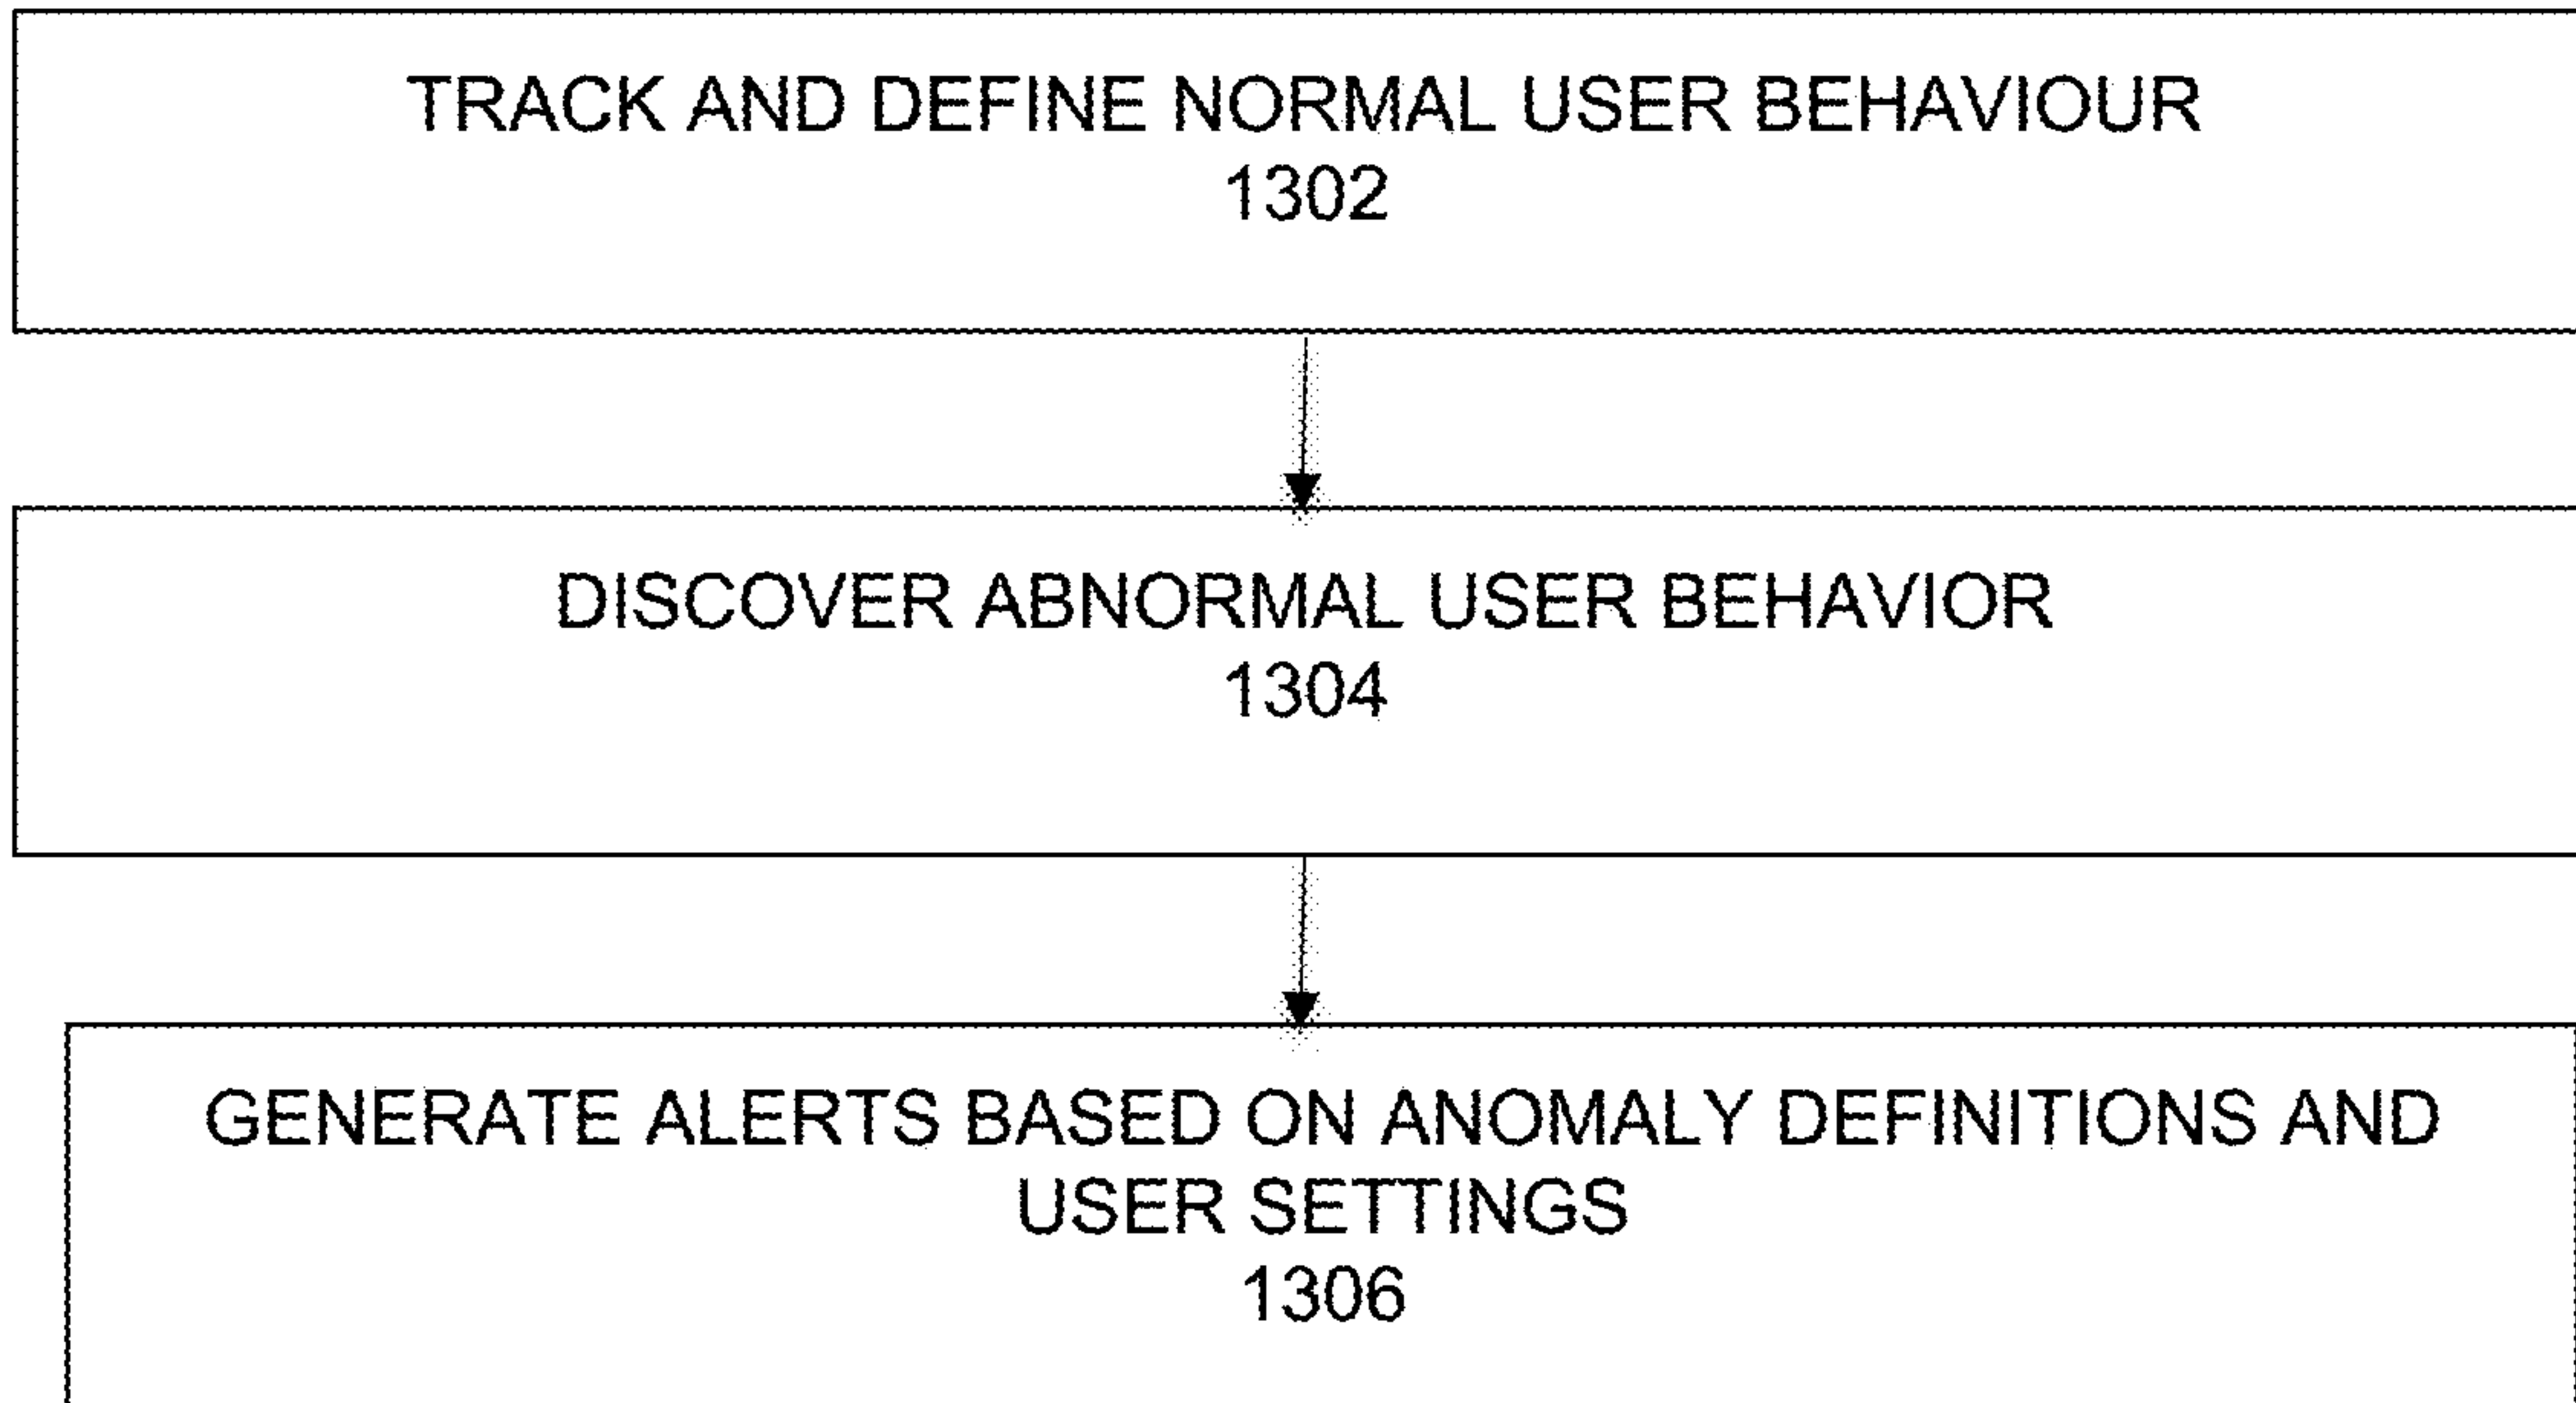 TRACK AND DEFINE NORMAL USER BEHAVIOUR
1302
DISCOVER ABNORMAL USER BEHAVIOR
1304
GENERATE ALERTS BASED ON ANOMALY DEFINITIONS AND
USER SETTINGS
1306